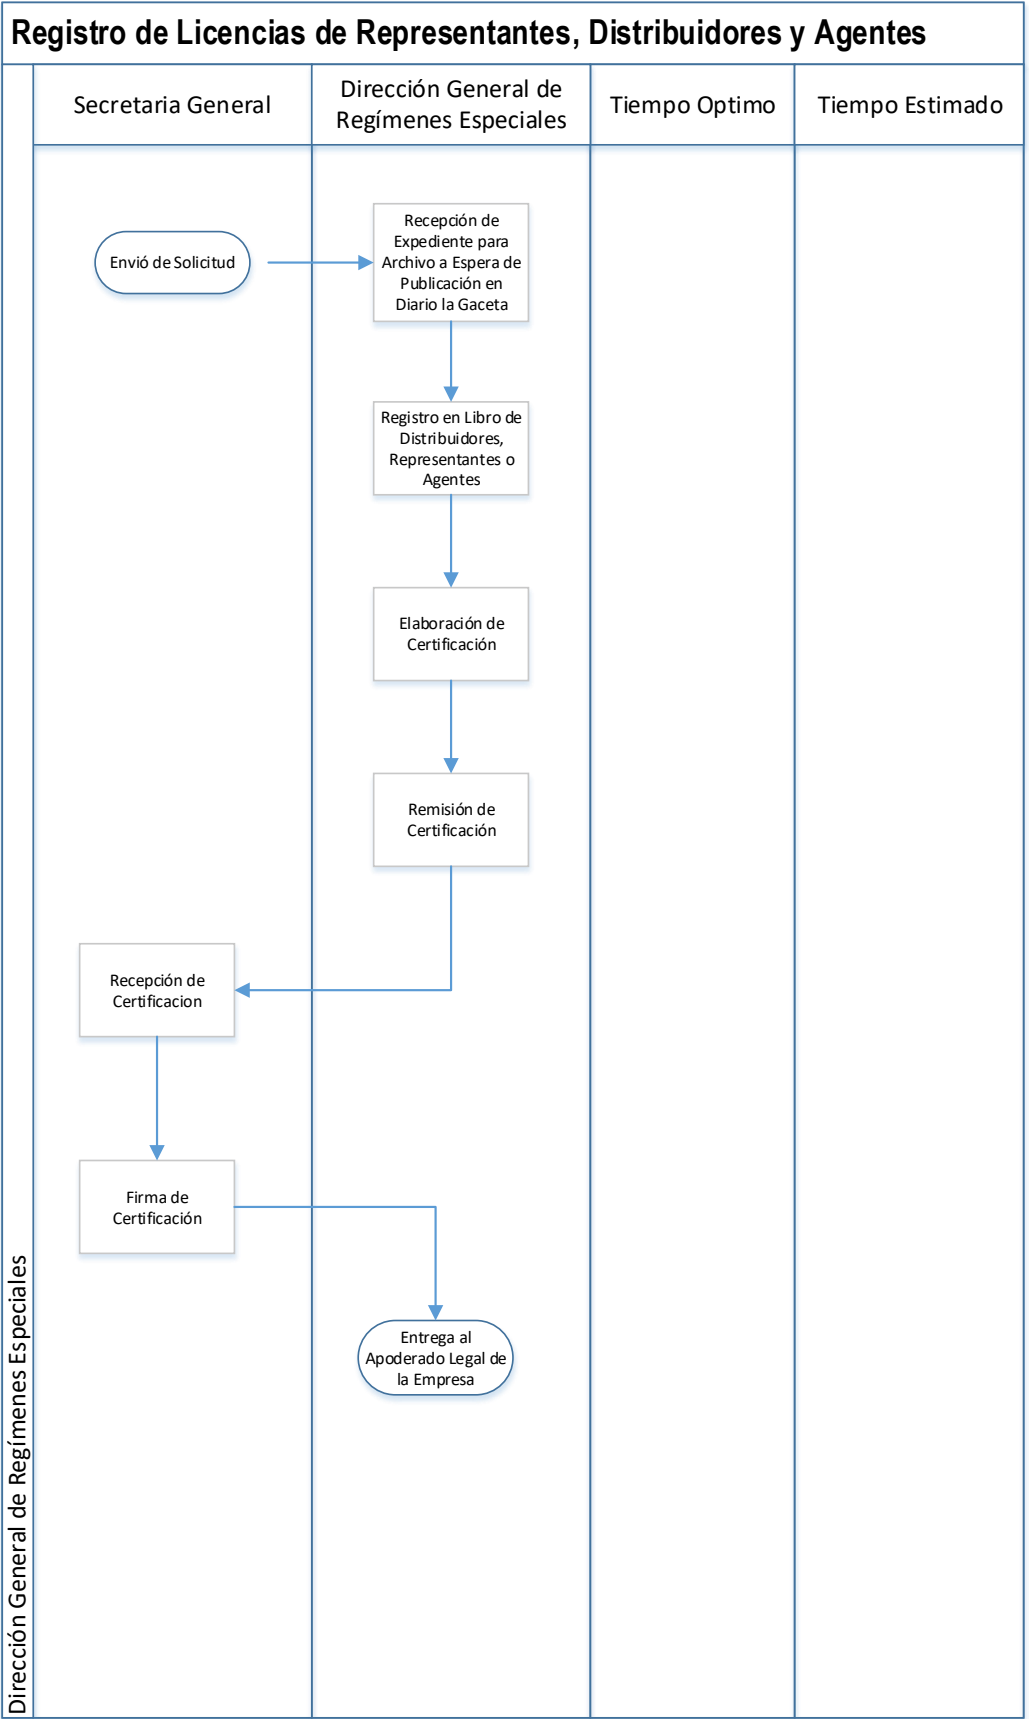 Registro de Licencias de Representantes, Distribuidores y Agentes
Secretaria General
Dirección General de
Regímenes Especiales
Tiempo Optimo
Tiempo Estimado
Envió de Solicitud
Recepción de
Expediente para
Archivo a Espera de
Publicación en
Diario la Gaceta
Registro en Libro de
Distribuidores,
Representantes o
Agentes
Elaboración de
Certificación
Remisión de
Certificación
Recepción de
Certificacion
Firma de
Certificación
Entrega al
Apoderado Legal de
la Empresa
Dirección General de Regímenes Especiales